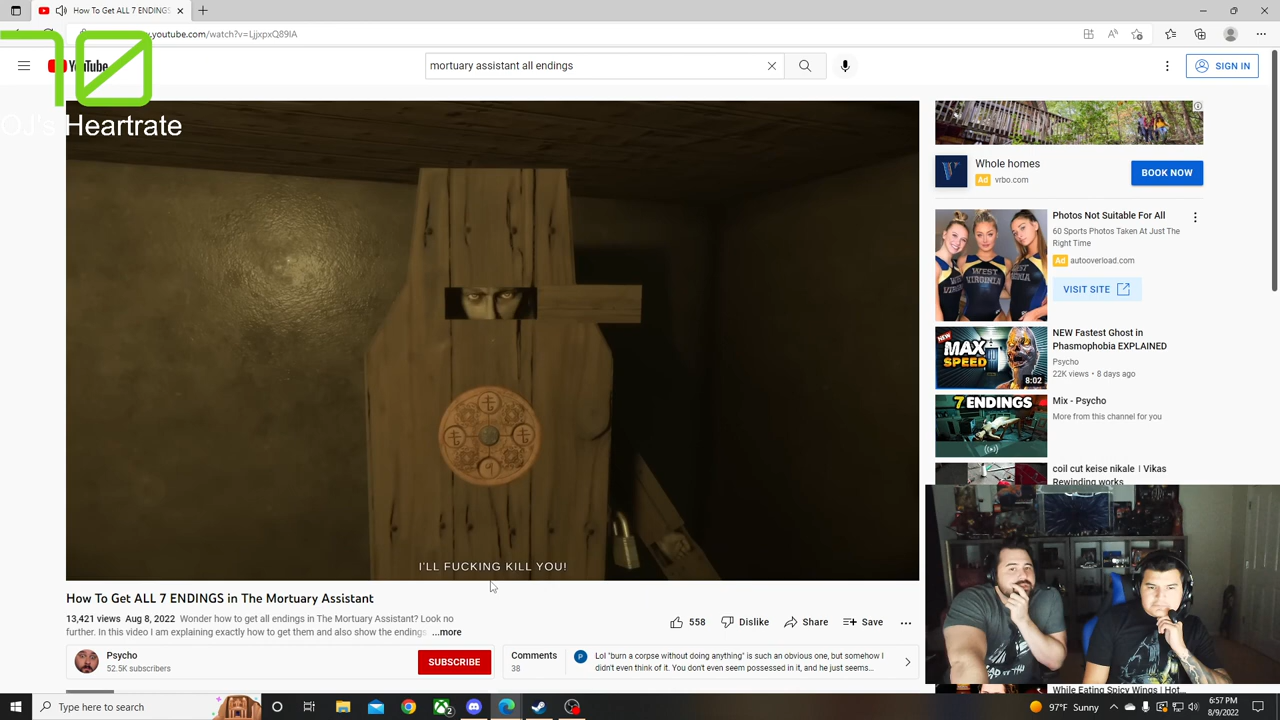 How To Get ALL 7 ENDINGS
.youtube.com/watch?v=LjjxpxQ89IA
YouTube
mortuary assistant all endings
SIGN IN
OJ's Heartrate
Whole homes
Ad vrbo.com
BOOK NOW
Photos Not Suitable For All
60 Sports Photos Taken At Just The
Right Time
Ad autooverload.com
VISIT SITE
WEST
VIRGINIA
NEW
MAX
SPEED
8:02
NEW Fastest Ghost in
Phasmophobia EXPLAINED
Psycho
22K views • 8 days ago
7 ENDINGS
Mix - Psycho
More from this channel for you
coil cut keise nikale । Vikas
Rewinding works
I'LL FUCKING KILL YOU!
How To Get ALL 7 ENDINGS in The Mortuary Assistant
13,421 views Aug 8, 2022 Wonder how to get all endings in The Mortuary Assistant? Look no
further. In this video I am explaining exactly how to get them and also show the endings ...more
558
Dislike
Share
Save
Psycho
52.5K subscribers
SUBSCRIBE
Comments
38
P
Lol "burn a corpse without doing anything" is such an obvious one, but somehow I
didn't even think of it. You don't even seem possessed in it, and he just seems...
While Eating Spicy Wings | Hot...
Type here to search
2
97°F Sunny
6:57 PM
8/9/2022